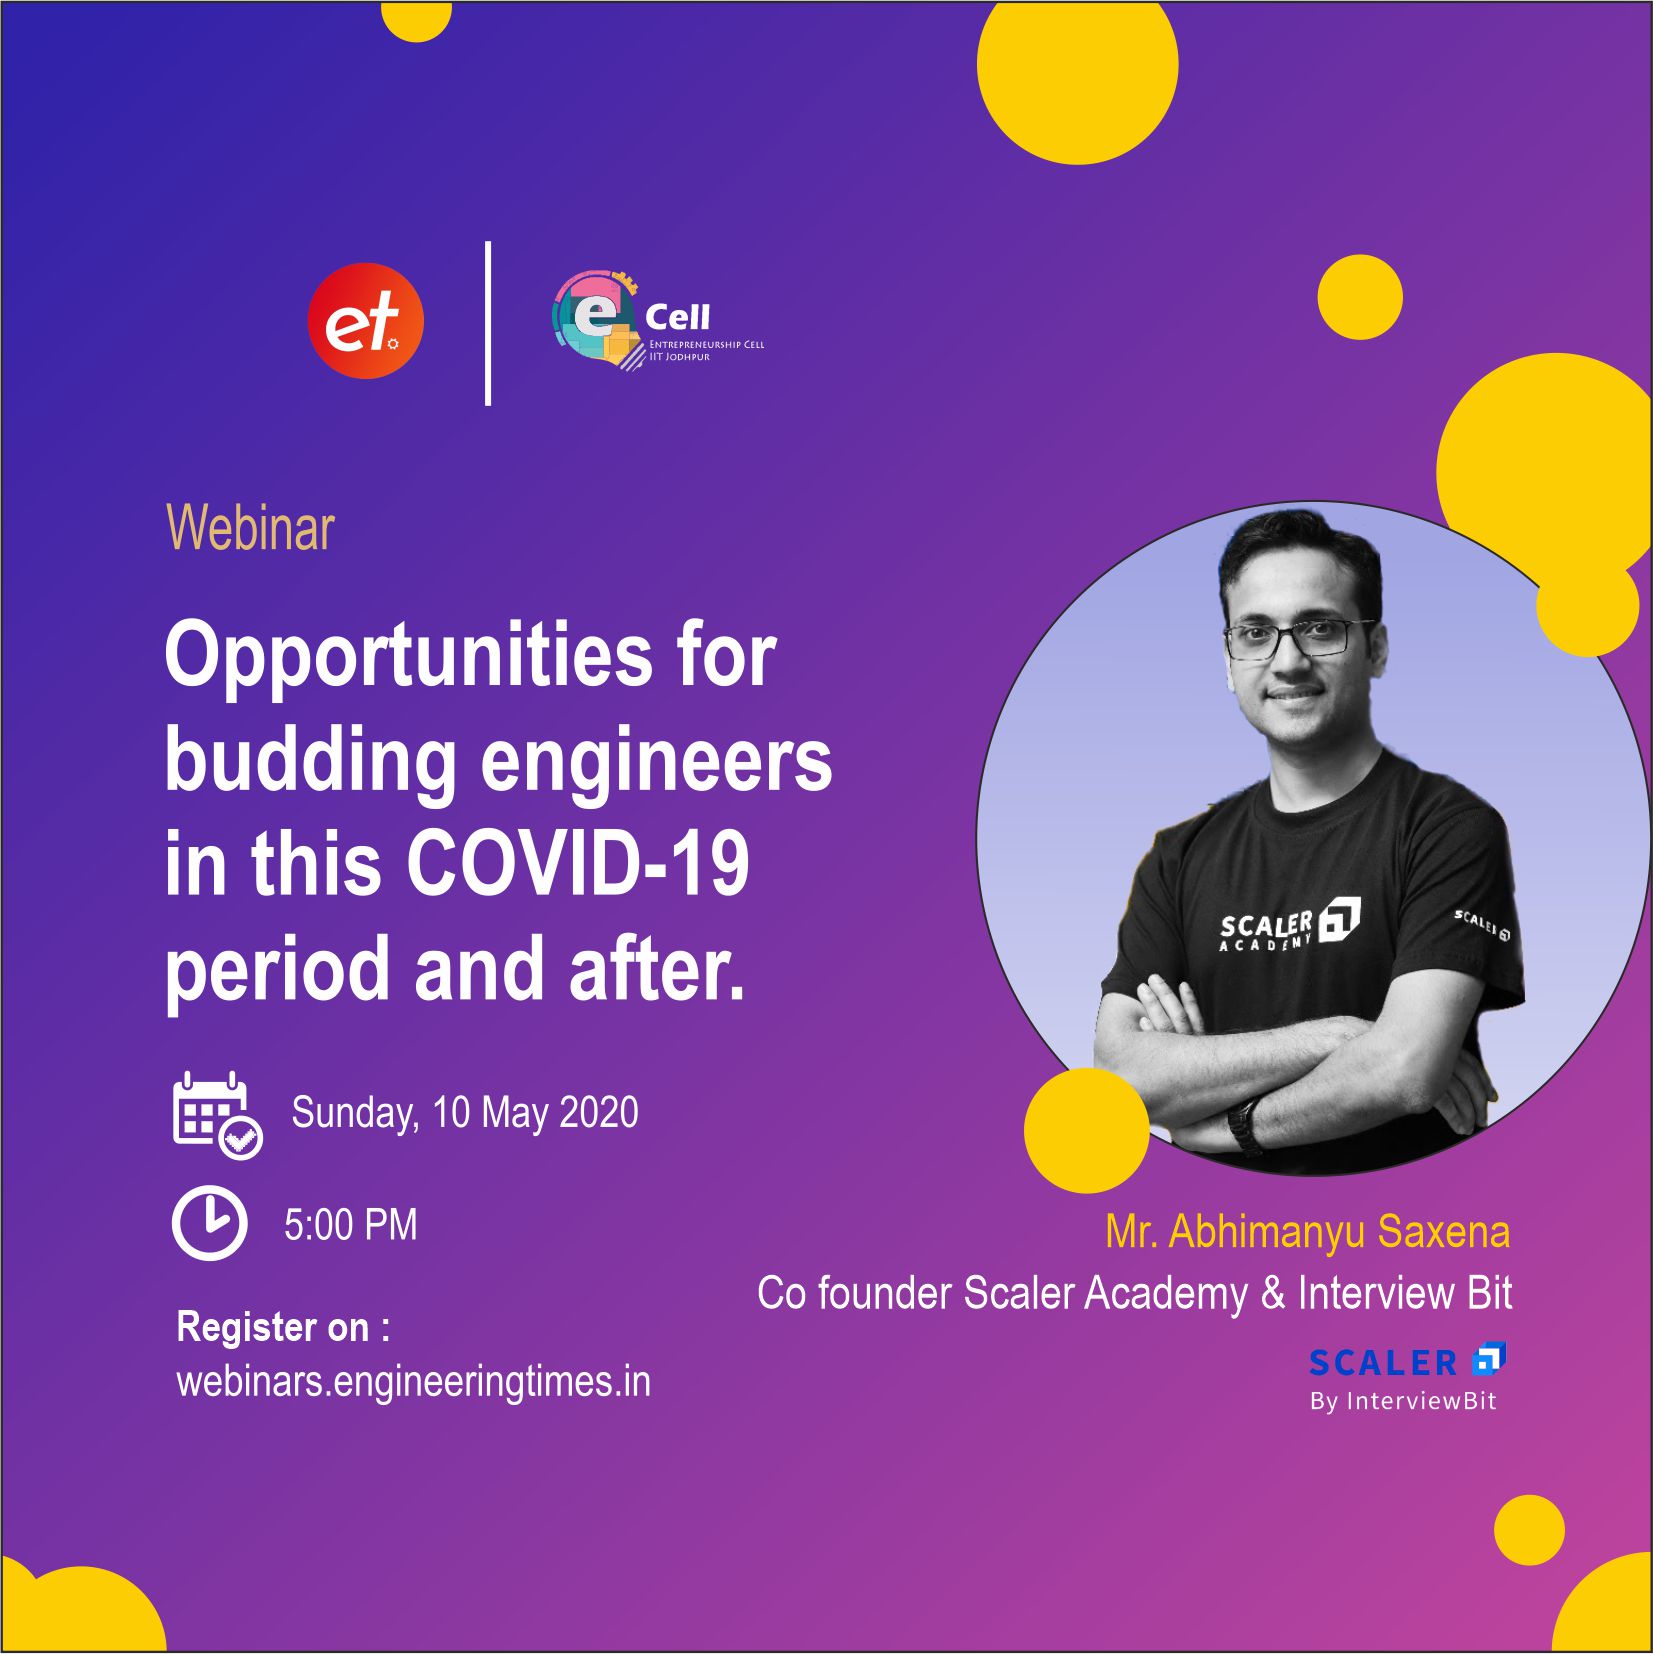 et
e Cell
ENTREPRENEURSHIP CELL
IIT JODHPUR
Webinar
Opportunities for
budding engineers
in this COVID-19
period and after.
Sunday, 10 May 2020
5:00 PM
Register on :
webinars.engineeringtimes.in
SCALER
ACADEMY
SCALER
Mr. Abhimanyu Saxena
Co founder Scaler Academy & Interview Bit
SCALER
By InterviewBit